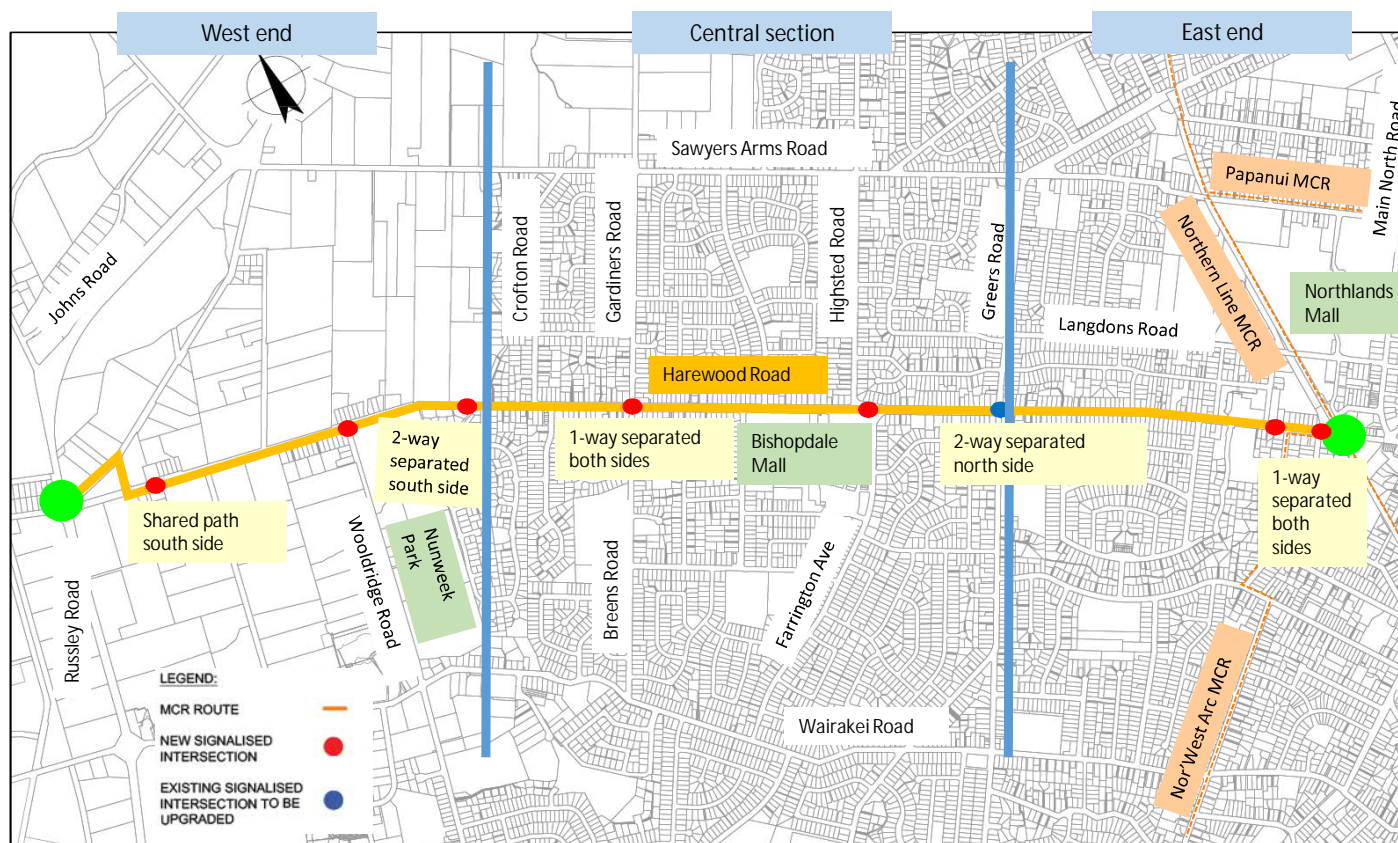 West end
Central section
East end
Sawyers Arms Road
Main North Road
Papanui MCR
Northern Line MCR
Johns Road
Crofton Road
Gardiners Road
Highsted Road
Greers Road
Langdons Road
Northlands
Mall
Harewood Road
2-way
separated
south side
1-way separated
both sides
Bishopdale
Mall
2-way separated
north side
1-way
separated
both
sides
Shared path
south side
Nunweek
Park
Wooldridge Road
Russley Road
Breens Road
Farrington Ave
Nor'West Arc MCR
Wairakei Road
LEGEND:
MCR ROUTE
NEW SIGNALISED
INTERSECTION
EXISTING SIGNALISED
INTERSECTION TO BE
UPGRADED